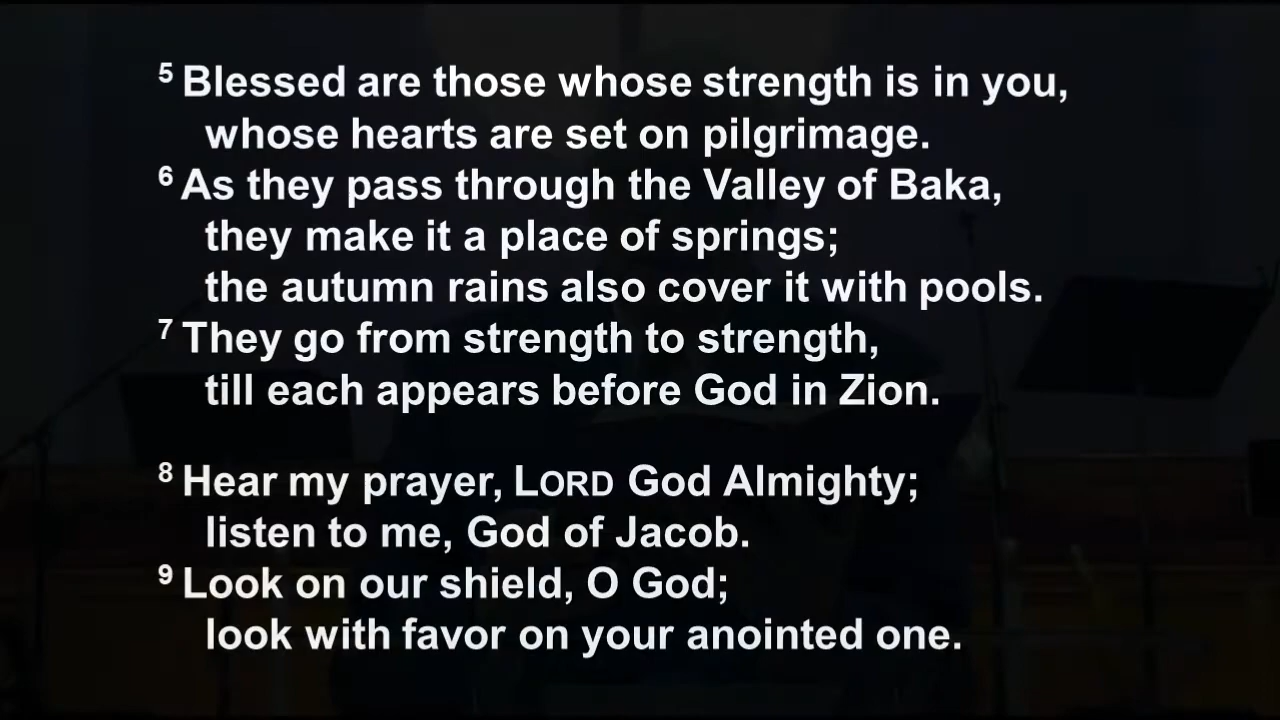 5 Blessed are those whose strength is in you,
whose hearts are set on pilgrimage.
6 As they pass through the Valley of Baka,
they make it a place of springs;
the autumn rains also cover it with pools.
7 They go from strength to strength,
till each appears before God in Zion.
8 Hear my prayer, LORD God Almighty;
listen to me, God of Jacob.
9 Look on our shield, O God;
look with favor on your anointed one.